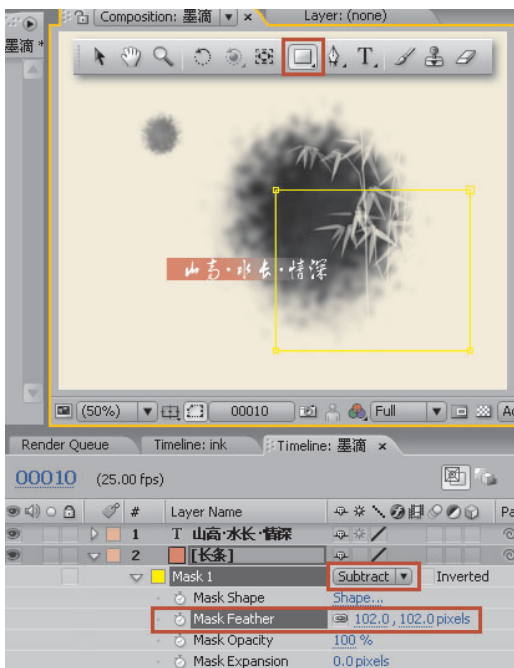 Composition: 墨滴
Layer: (none)
墨滴 *
T
山高·水长·情深
(50%)
00010
Full
Render Queue
Timeline: ink
Timeline: 墨滴
00010 (25.00 fps)
# Layer Name
1 T 山高·水长·情深
2 [长条]
Mask 1 Subtract Inverted
Mask Shape Shape...
Mask Feather 102.0, 102.0 pixels
Mask Opacity 100 %
Mask Expansion 0.0 pixels